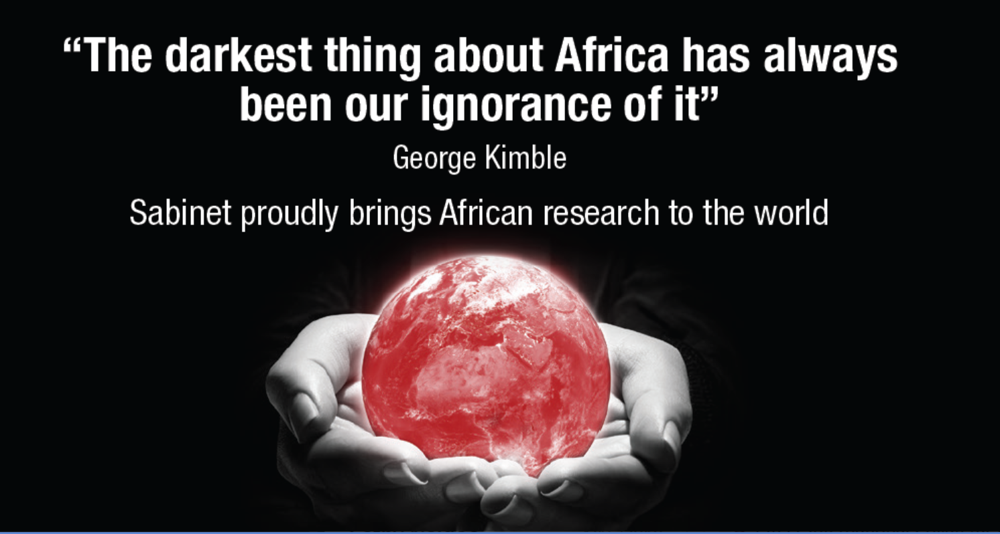 “The darkest thing about Africa has always
been our ignorance of it”
George Kimble
Sabinet proudly brings African research to the world